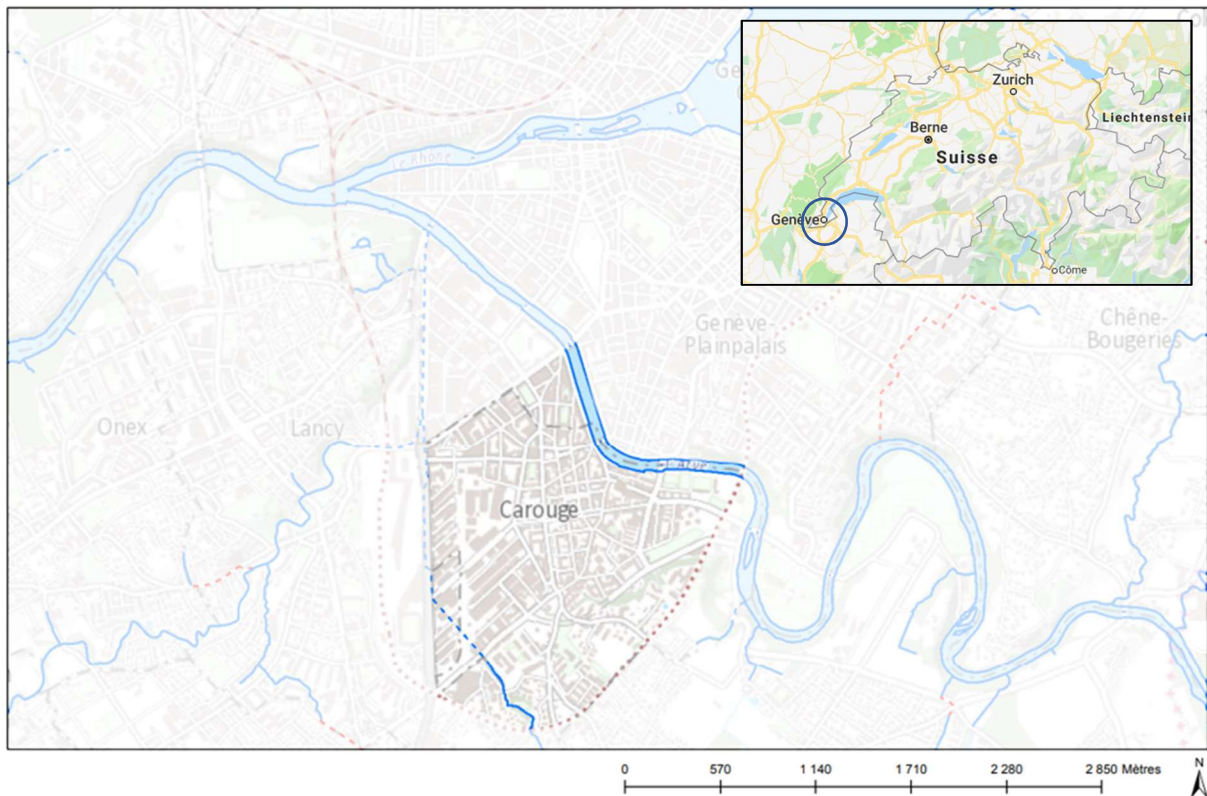 Zurich
Liechtenstein
Berne
Suisse
Genève
Côme
Le Rhône
Genève-
Plainpalais
Chêne-
Bougeries
Onex
Lancy
L'Arve
Carouge
0 570 1 140 1 710 2 280 2 850 Mètres
N